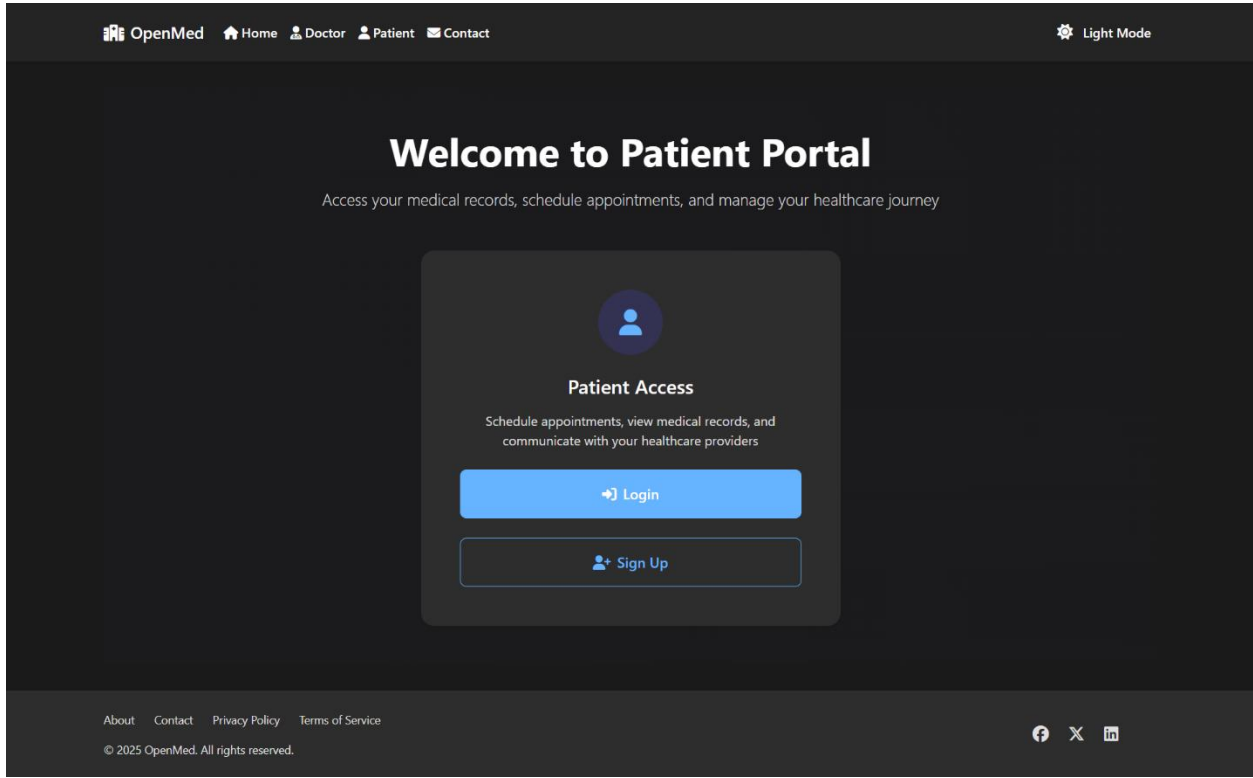 OpenMed Home Doctor Patient Contact Light Mode
Welcome to Patient Portal
Access your medical records, schedule appointments, and manage your healthcare journey
Patient Access
Schedule appointments, view medical records, and
communicate with your healthcare providers
Login
Sign Up
About Contact Privacy Policy Terms of Service
© 2025 OpenMed. All rights reserved.